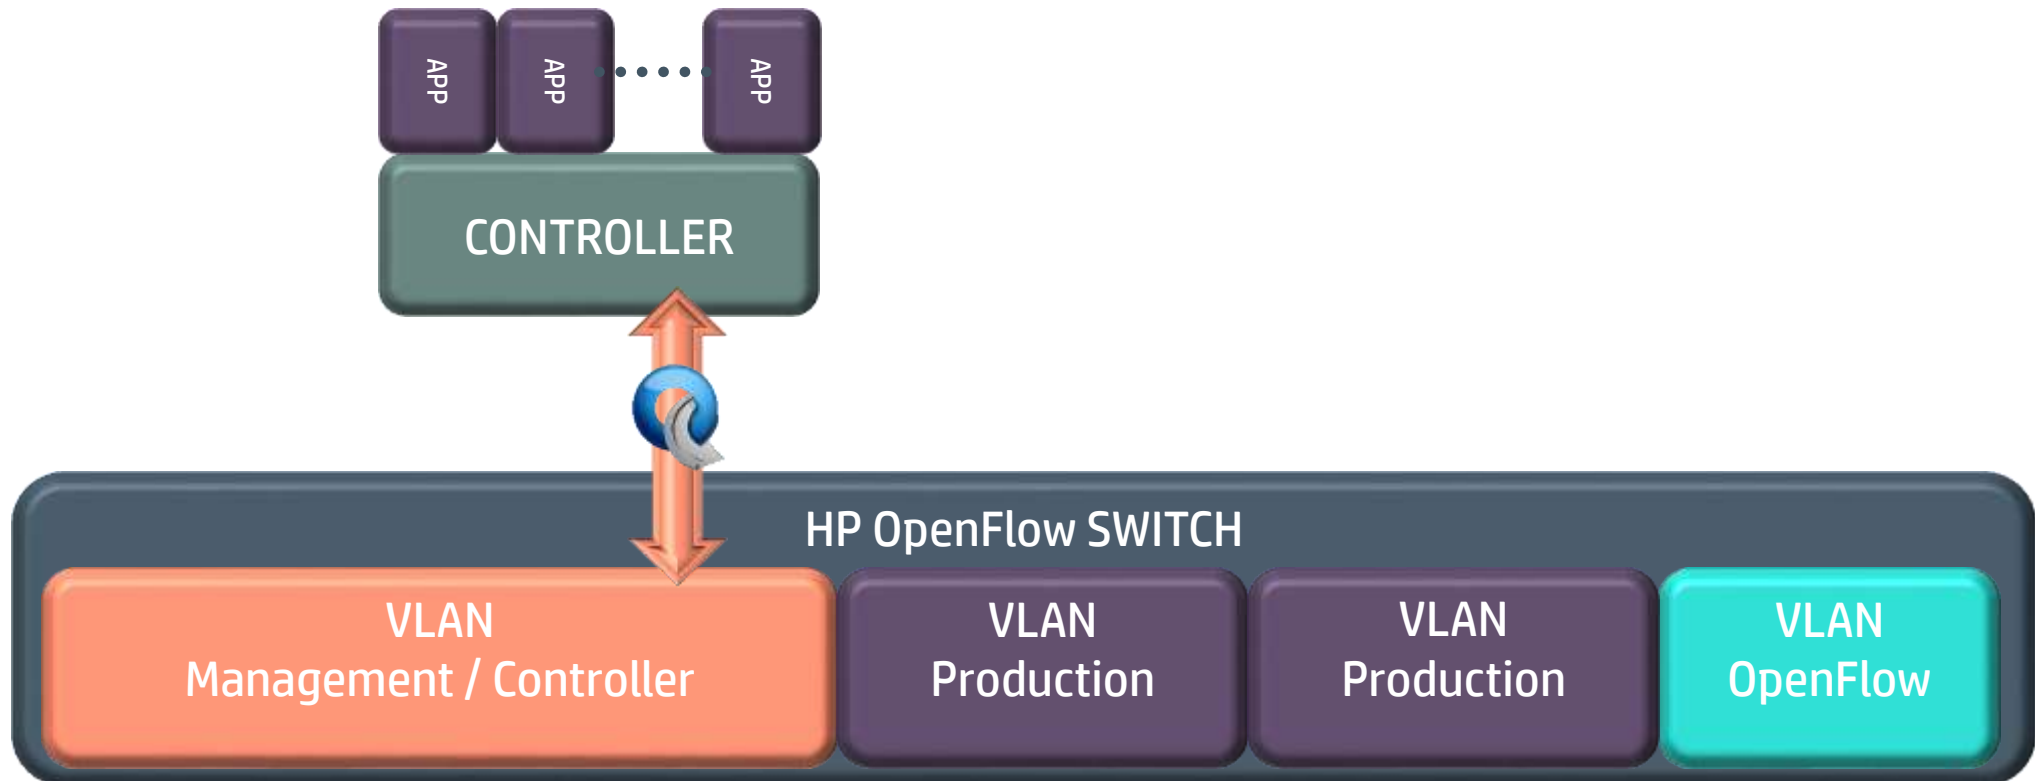 APP
APP
APP
CONTROLLER
HP OpenFlow SWITCH
VLAN
Management / Controller
VLAN
Production
VLAN
Production
VLAN
OpenFlow